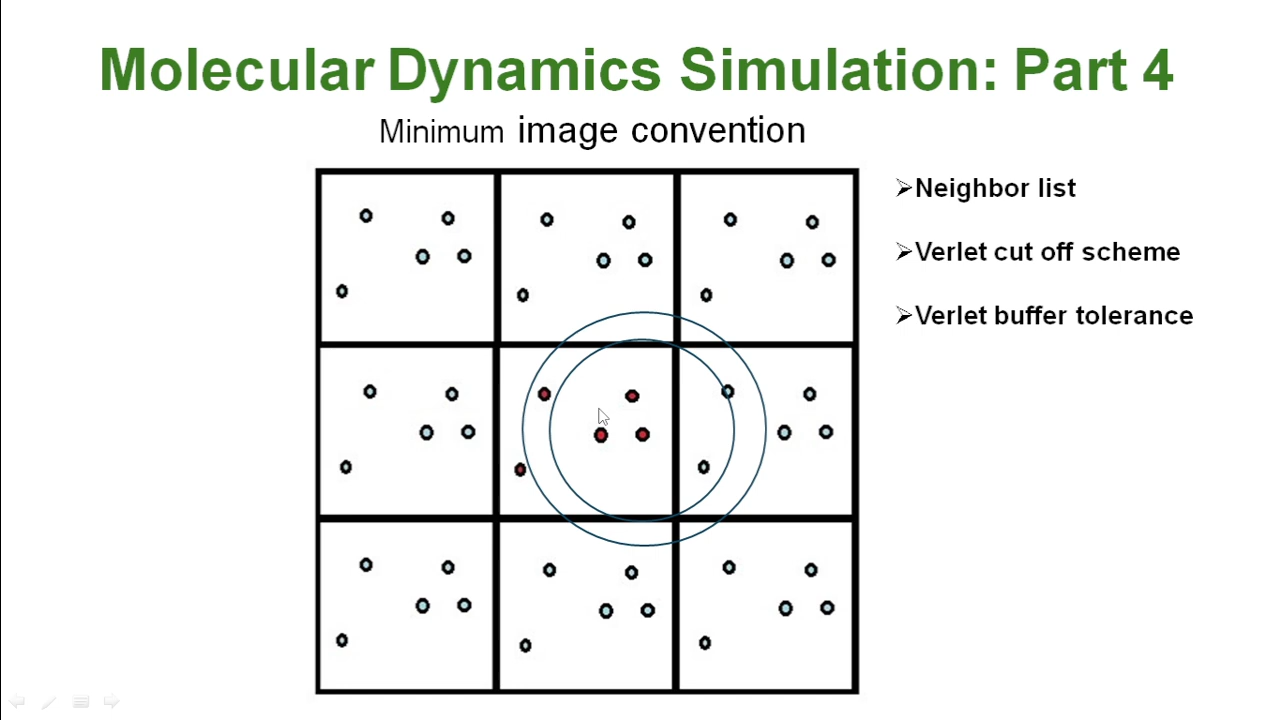 Molecular Dynamics Simulation: Part 4
Minimum image convention
➢Neighbor list
➢Verlet cut off scheme
➢Verlet buffer tolerance